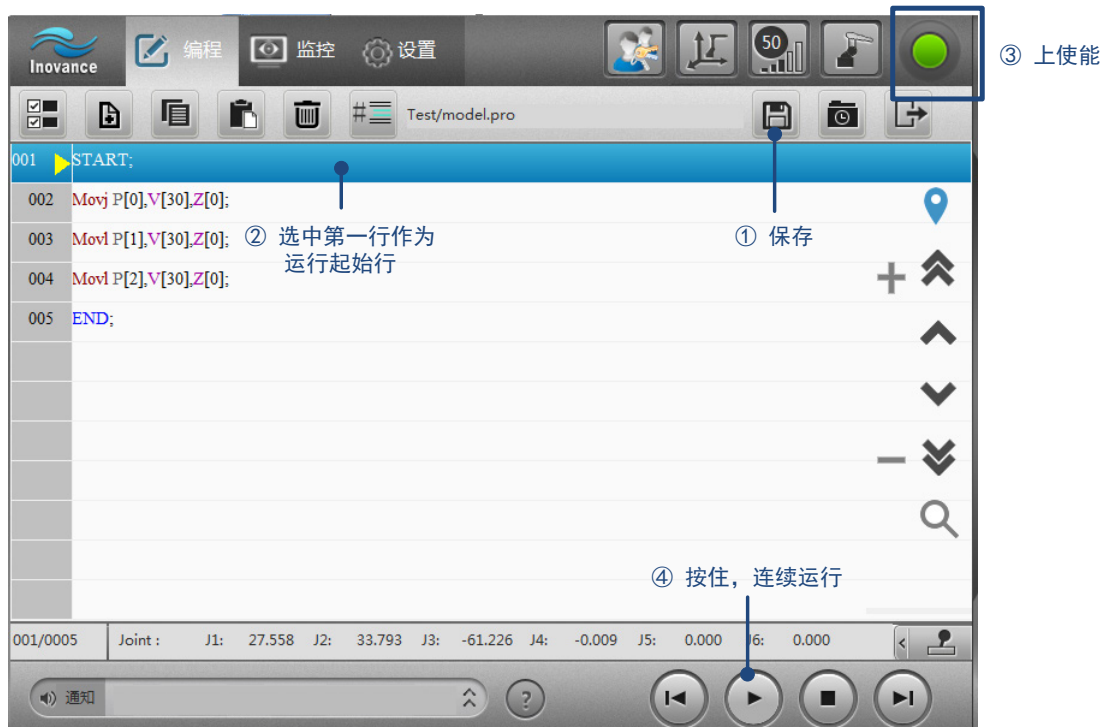 编程
监控
设置
50
③ 上使能
Inovance
Test/model.pro
001 START;
002 Movj P[0],V[30],Z[0];
003 Movl P[1],V[30],Z[0];
② 选中第一行作为
运行起始行
① 保存
004 Movl P[2],V[30],Z[0];
005 END;
④ 按住，连续运行
001/0005 Joint : J1: 27.558 J2: 33.793 J3: -61.226 J4: -0.009 J5: 0.000 J6: 0.000
通知
?